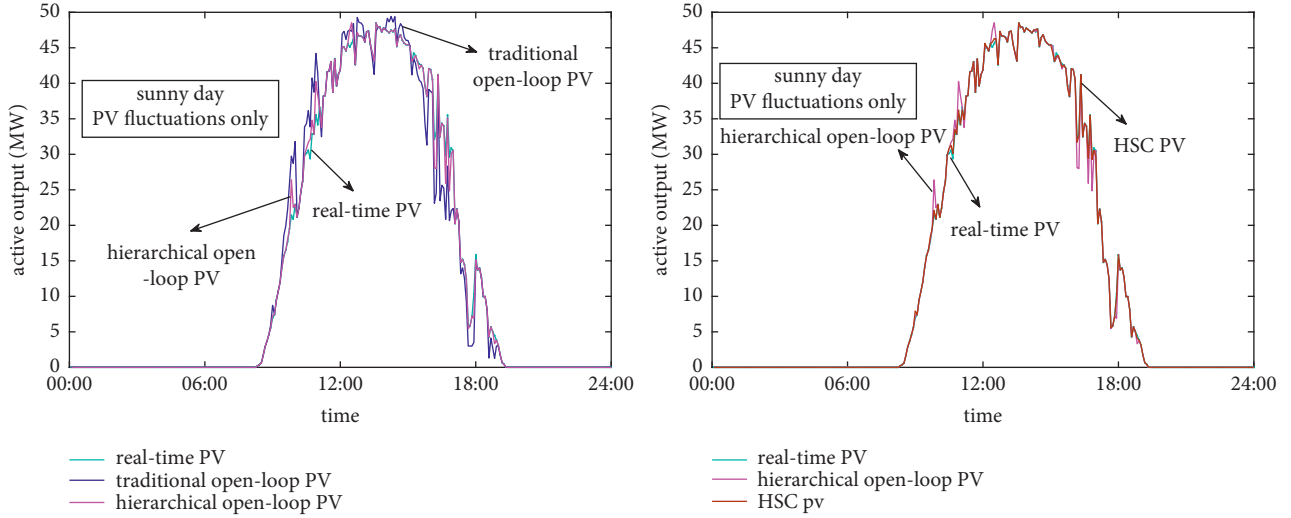 50
45
40
35
30
25
20
15
10
5
0
active output (MW)
sunny day
PV fluctuations only
traditional
open-loop PV
real-time PV
hierarchical open
-loop PV
00:00
06:00
12:00
18:00
24:00
time
real-time PV
traditional open-loop PV
hierarchical open-loop PV
50
45
40
35
30
25
20
15
10
5
0
active output (MW)
sunny day
PV fluctuations only
hierarchical open-loop PV
HSC PV
real-time PV
00:00
06:00
12:00
18:00
24:00
time
real-time PV
hierarchical open-loop PV
HSC pv